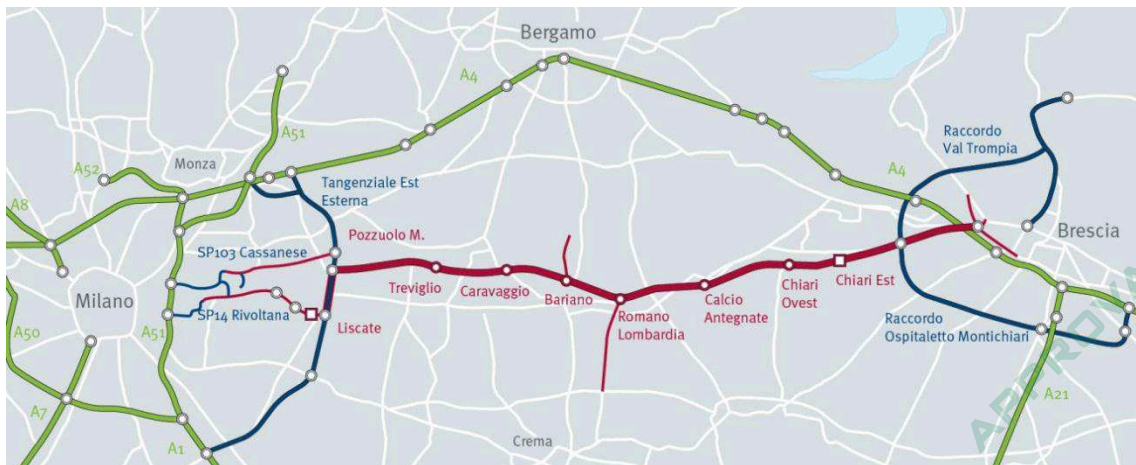 Bergamo
A4
A51
Monza
A52
Raccordo
Val Trompia
A4
Tangenziale Est
Esterna
A8
Pozzuolo M.
SP103 Cassanese
Brescia
Milano
Treviglio
Caravaggio
Bariano
Chiari
Ovest
Chiari Est
Calcio
Antegnate
Romano
Lombardia
SP14 Rivoltana
Liscate
Raccordo
Ospitaletto Montichiari
A50
A51
A7
A21
A1
Crema